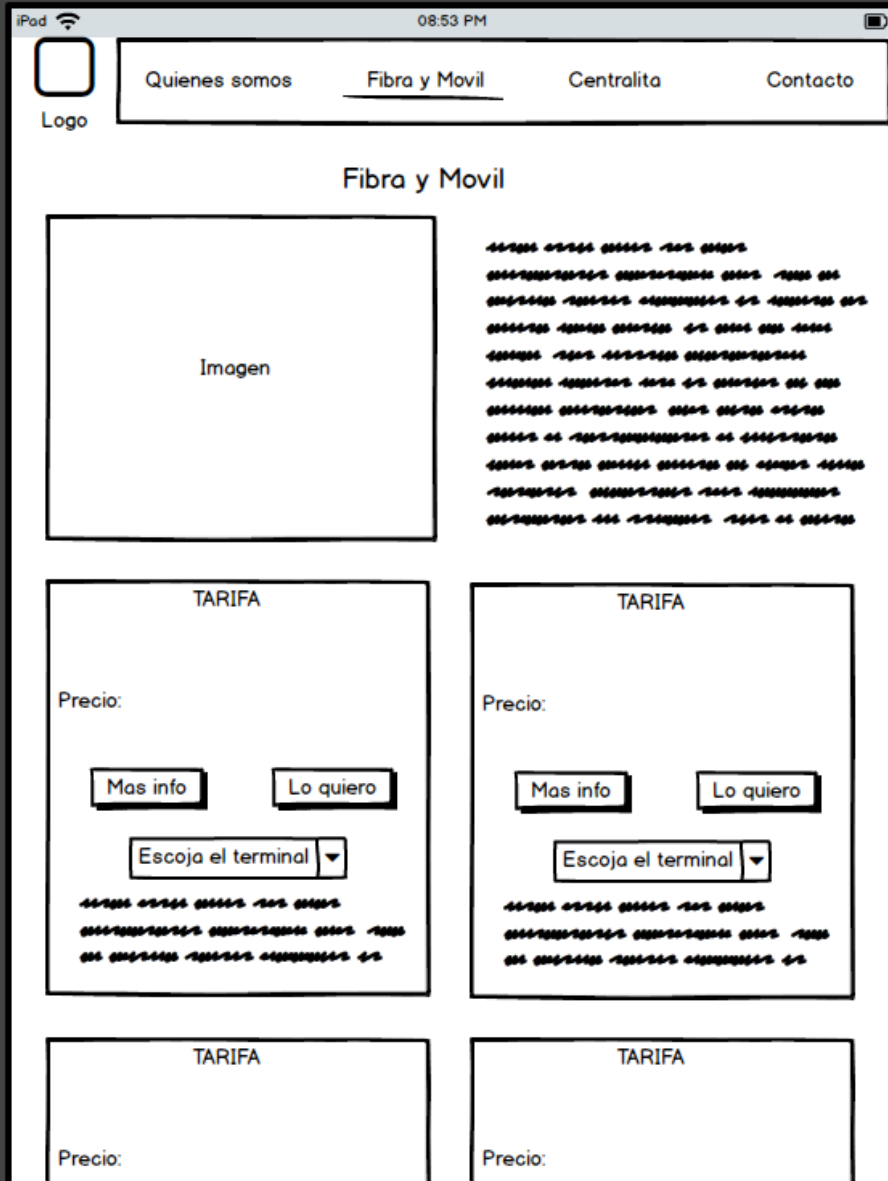 iPad 08:53 PM
Quienes somos Fibra y Movil Centralita Contacto
Logo
Fibra y Movil
Imagen
TARIFA TARIFA
Precio: Precio:
Mas info Lo quiero Mas info Lo quiero
Escoja el terminal Escoja el terminal
TARIFA TARIFA
Precio: Precio: